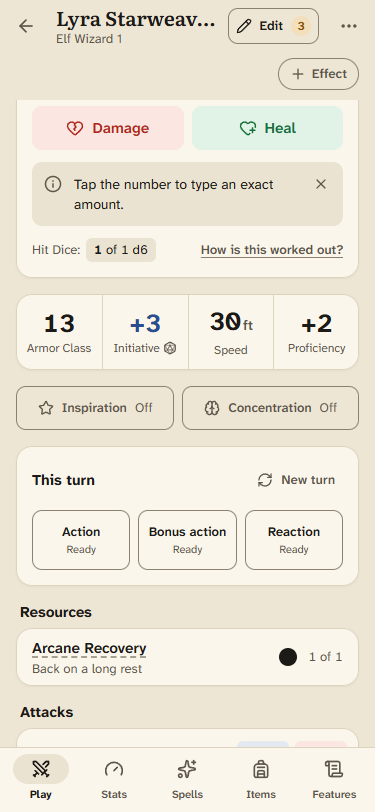 Lyra Starweav...
Elf Wizard 1
Edit 3
Effect
Damage
Heal
Tap the number to type an exact
amount.
Hit Dice: 1 of 1 d6
How is this worked out?
13
Armor Class
+3
Initiative
30 ft
Speed
+2
Proficiency
Inspiration Off
Concentration Off
This turn
New turn
Action
Ready
Bonus action
Ready
Reaction
Ready
Resources
Arcane Recovery
Back on a long rest
1 of 1
Attacks
Play
Stats
Spells
Items
Features